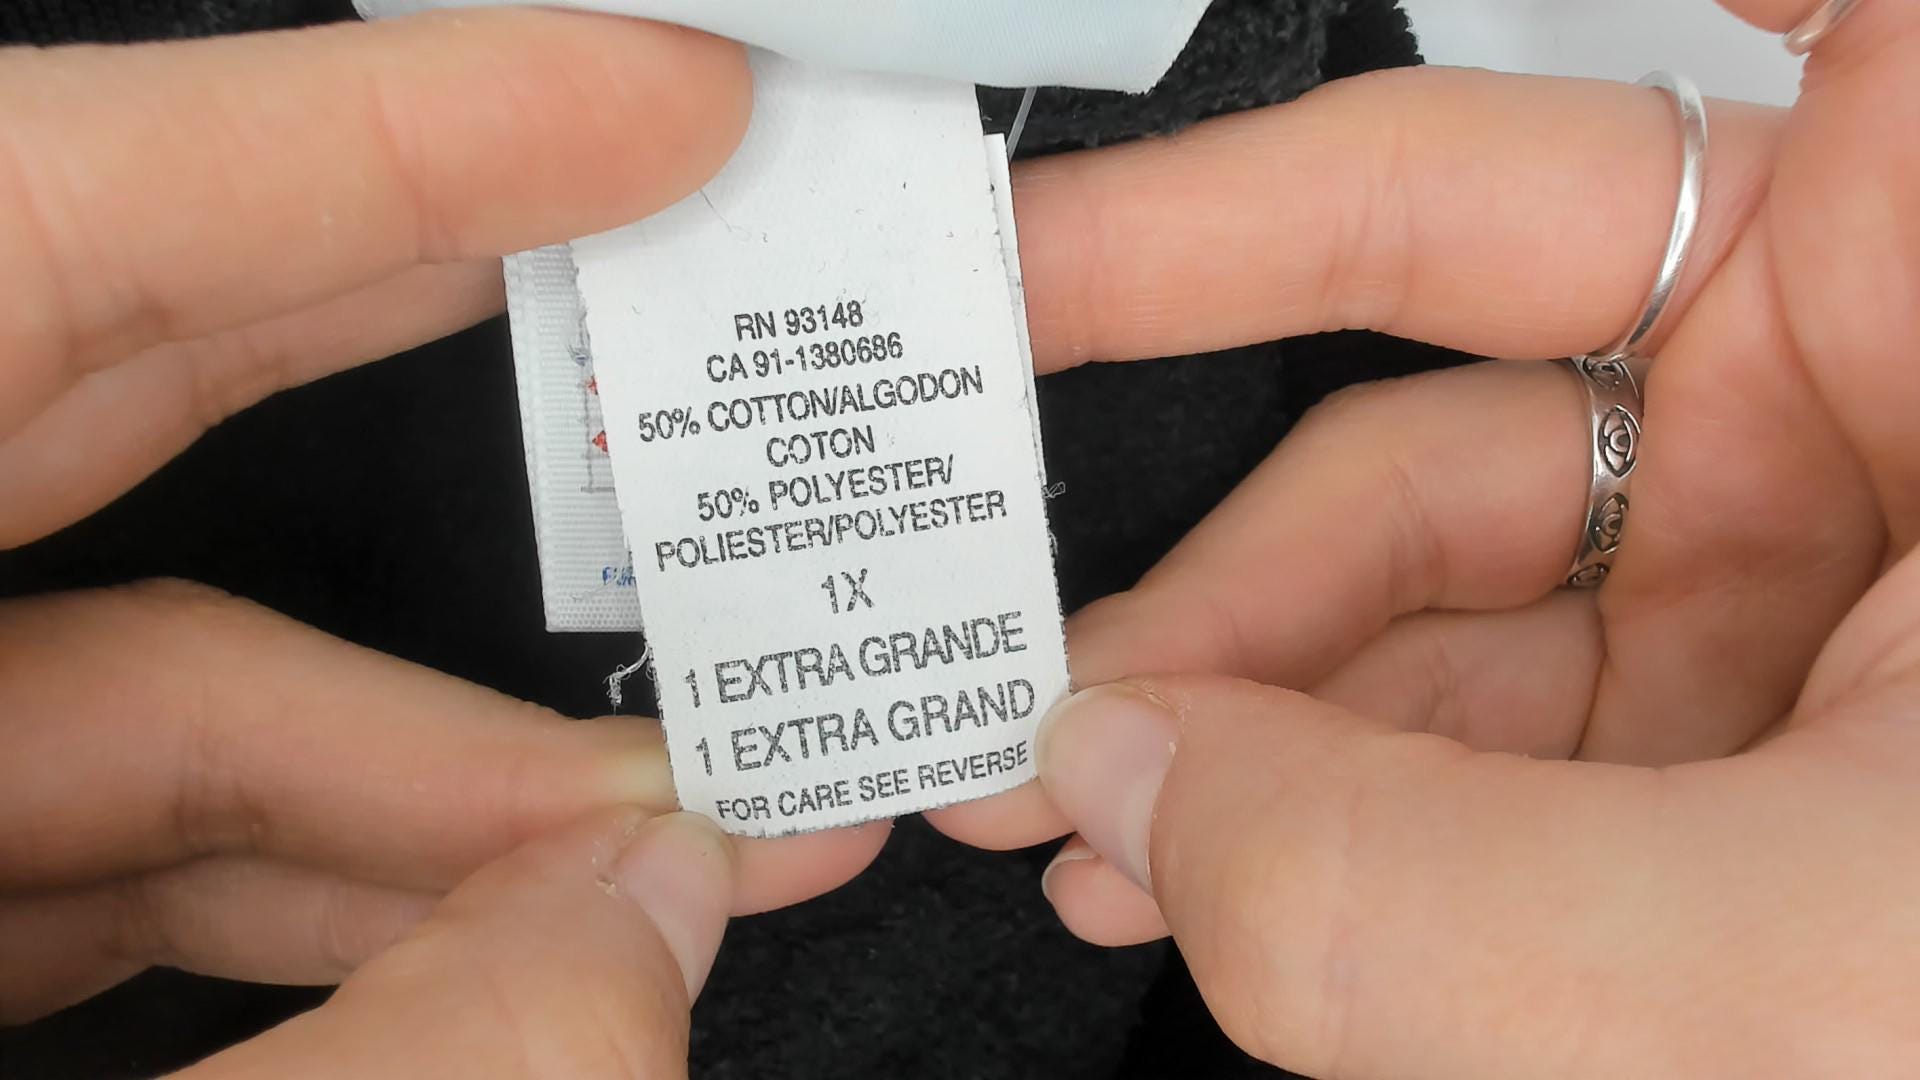 RN 93148
CA 91-1380686
50% COTTON/ALGODON
COTON
50% POLYESTER/
POLIESTER/POLYESTER
1X
1 EXTRA GRANDE
1 EXTRA GRAND
FOR CARE SEE REVERSE